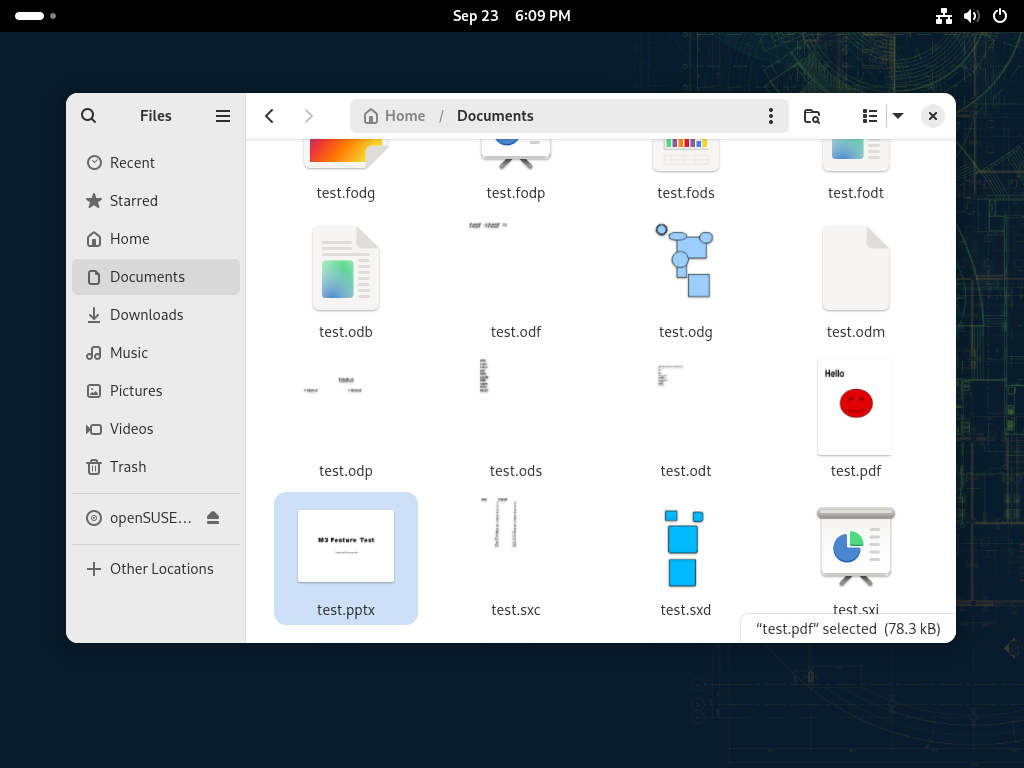 Sep 23 6:09 PM
Files
Home / Documents
Recent
Starred
Home
Documents
Downloads
Music
Pictures
Videos
Trash
openSUSE…
Other Locations
test.fodg test.fodp test.fods test.fodt
test +test =
test.odb test.odf test.odg test.odm
Hello
test.odp test.ods test.odt test.pdf
M3 Feature Test
test.pptx test.sxc test.sxd test.sxi
“test.pdf” selected (78.3 kB)